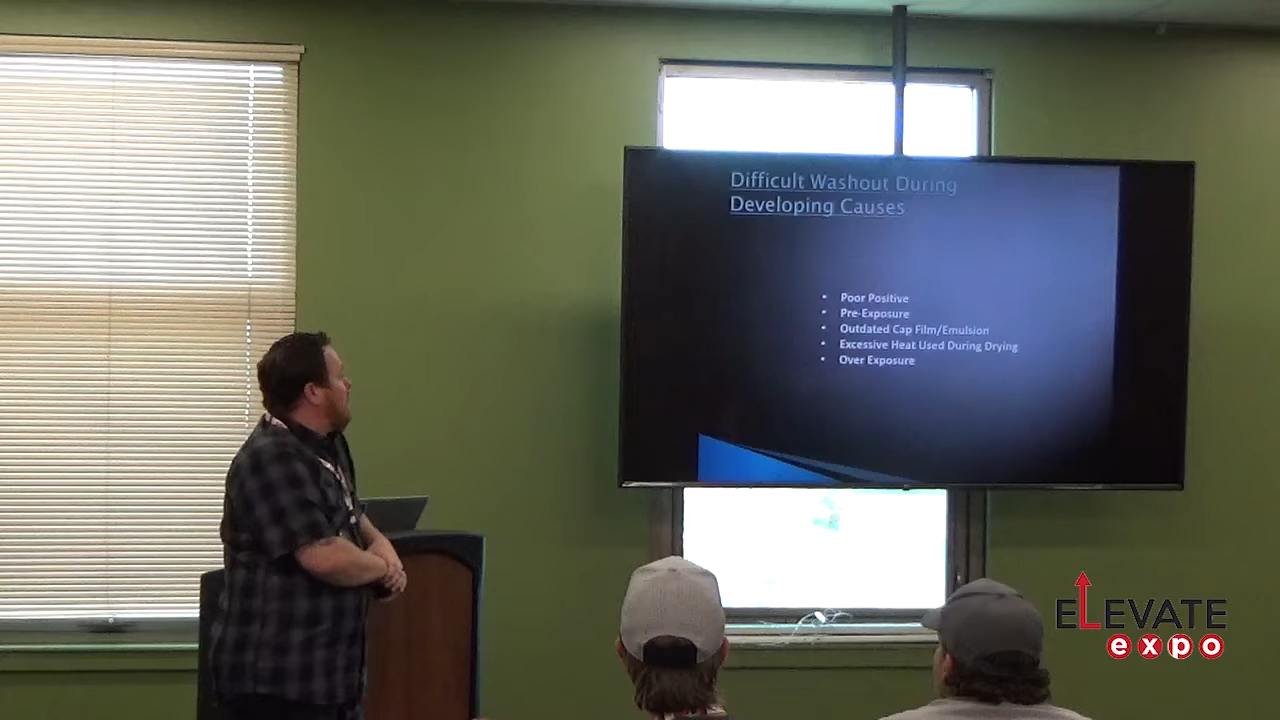 Difficult Washout During
Developing Causes
• Poor Positive
• Pre-Exposure
• Outdated Cap Film/Emulsion
• Excessive Heat Used During Drying
• Over Exposure
ELEVATE
expo